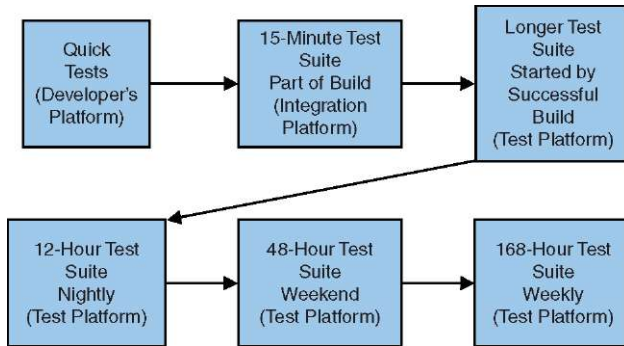 Quick
Tests
(Developer's
Platform)
15-Minute Test
Suite
Part of Build
(Integration
Platform)
Longer Test
Suite
Started by
Successful
Build
(Test Platform)
12-Hour Test
Suite
Nightly
(Test Platform)
48-Hour Test
Suite
Weekend
(Test Platform)
168-Hour Test
Suite
Weekly
(Test Platform)